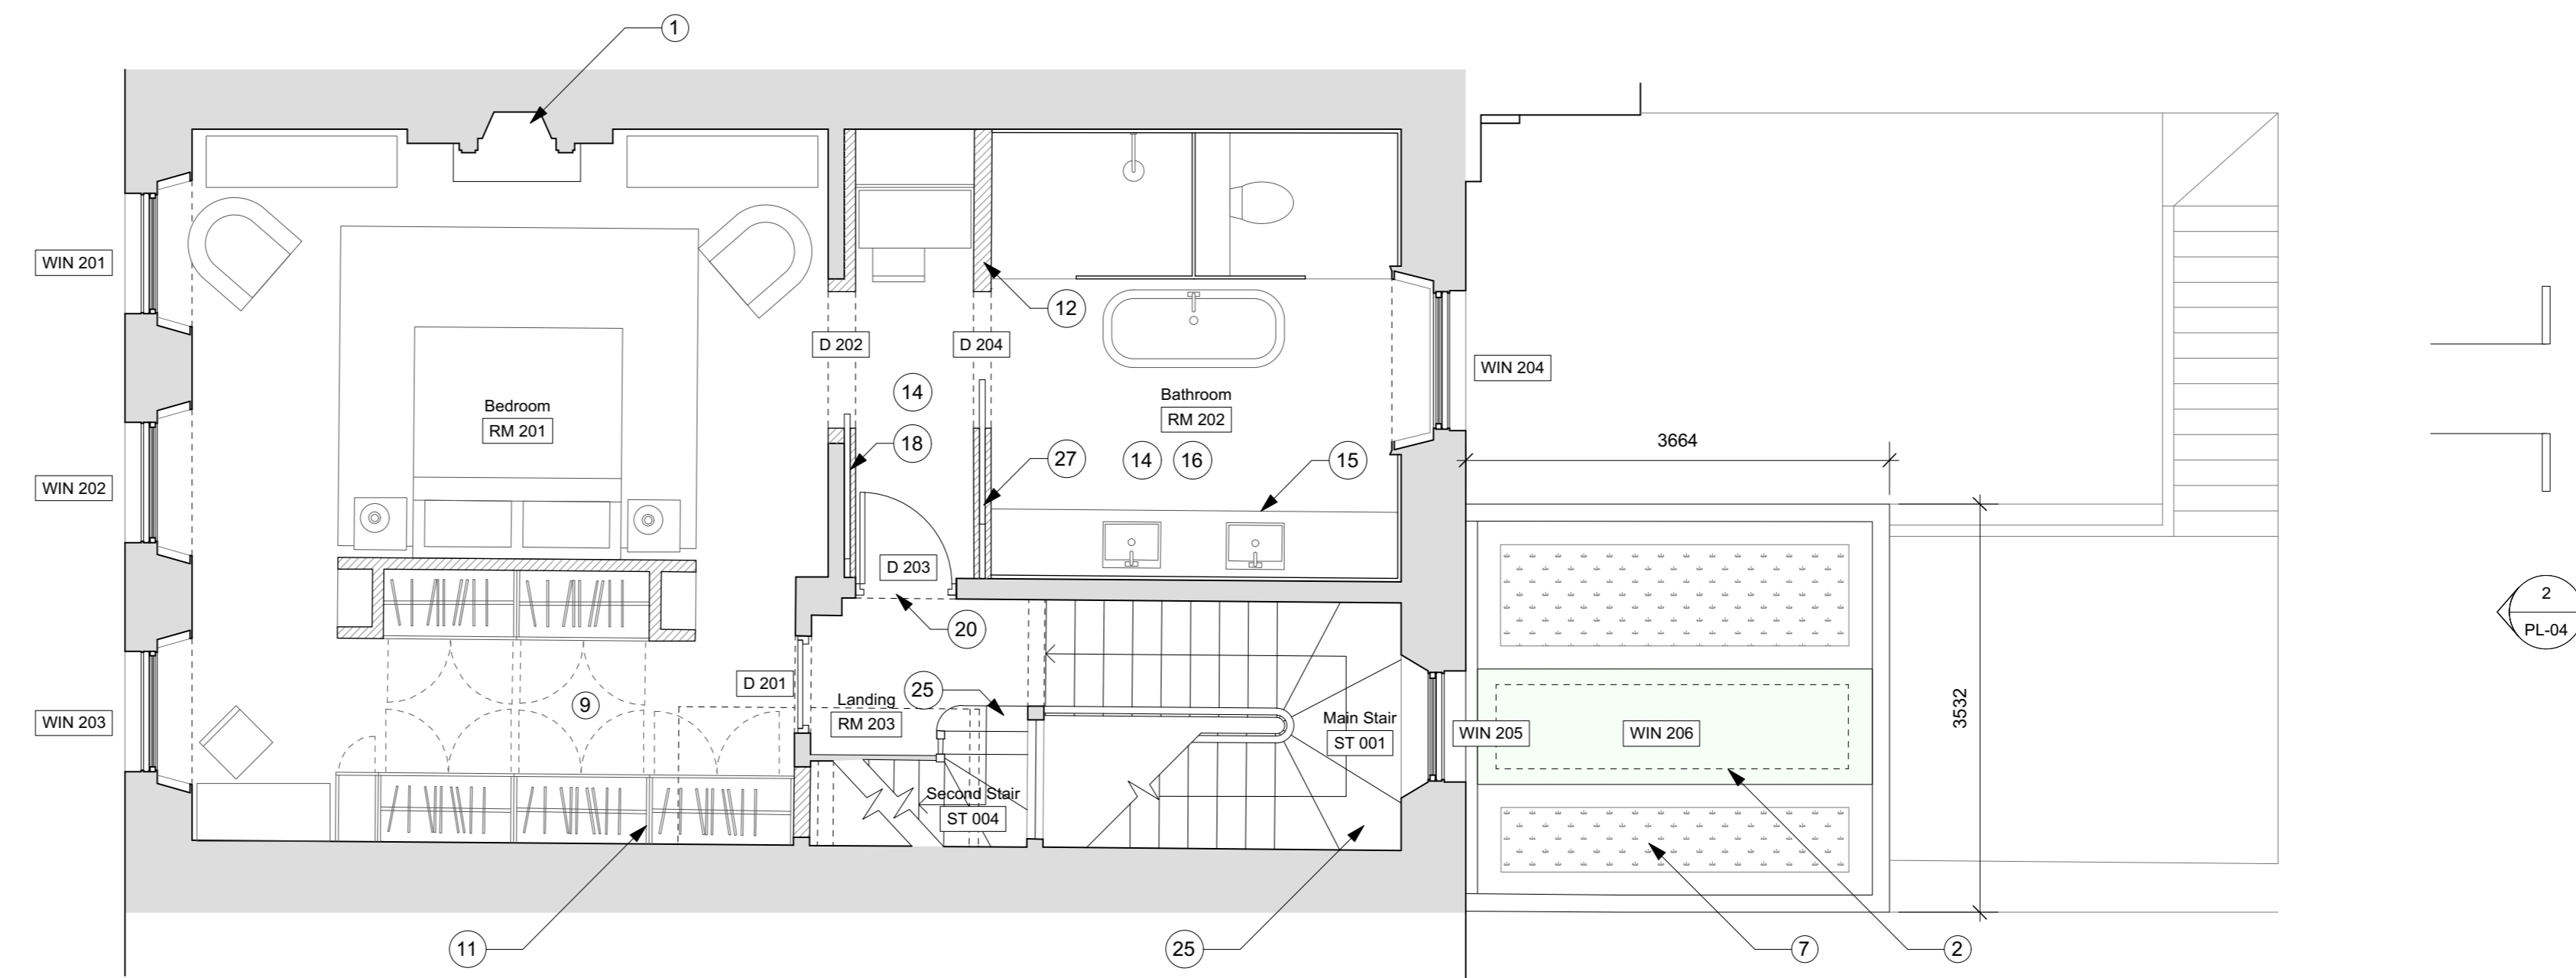 1
WIN 201
12
D 202
D 204
WIN 204
14
Bathroom
RM 202
Bedroom
RM 201
3664
18
27
14
16
15
WIN 202
D 203
2
PL-04
20
D 201
25
Landing
RM 203
9
WIN 203
Main Stair
ST 001
WIN 205
WIN 206
3532
Second Stair
ST 004
11
25
7
2